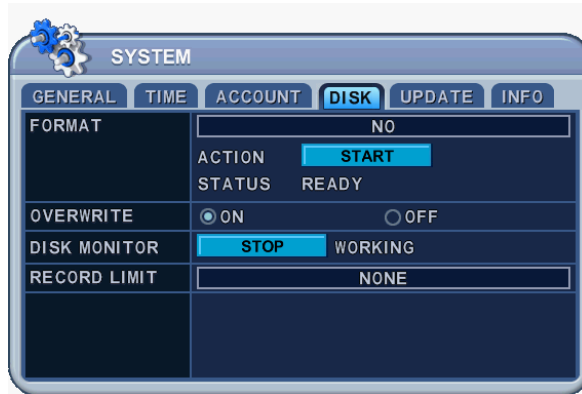 SYSTEM
GENERAL TIME ACCOUNT DISK UPDATE INFO
FORMAT NO
ACTION START
STATUS READY
OVERWRITE ON OFF
DISK MONITOR STOP WORKING
RECORD LIMIT NONE